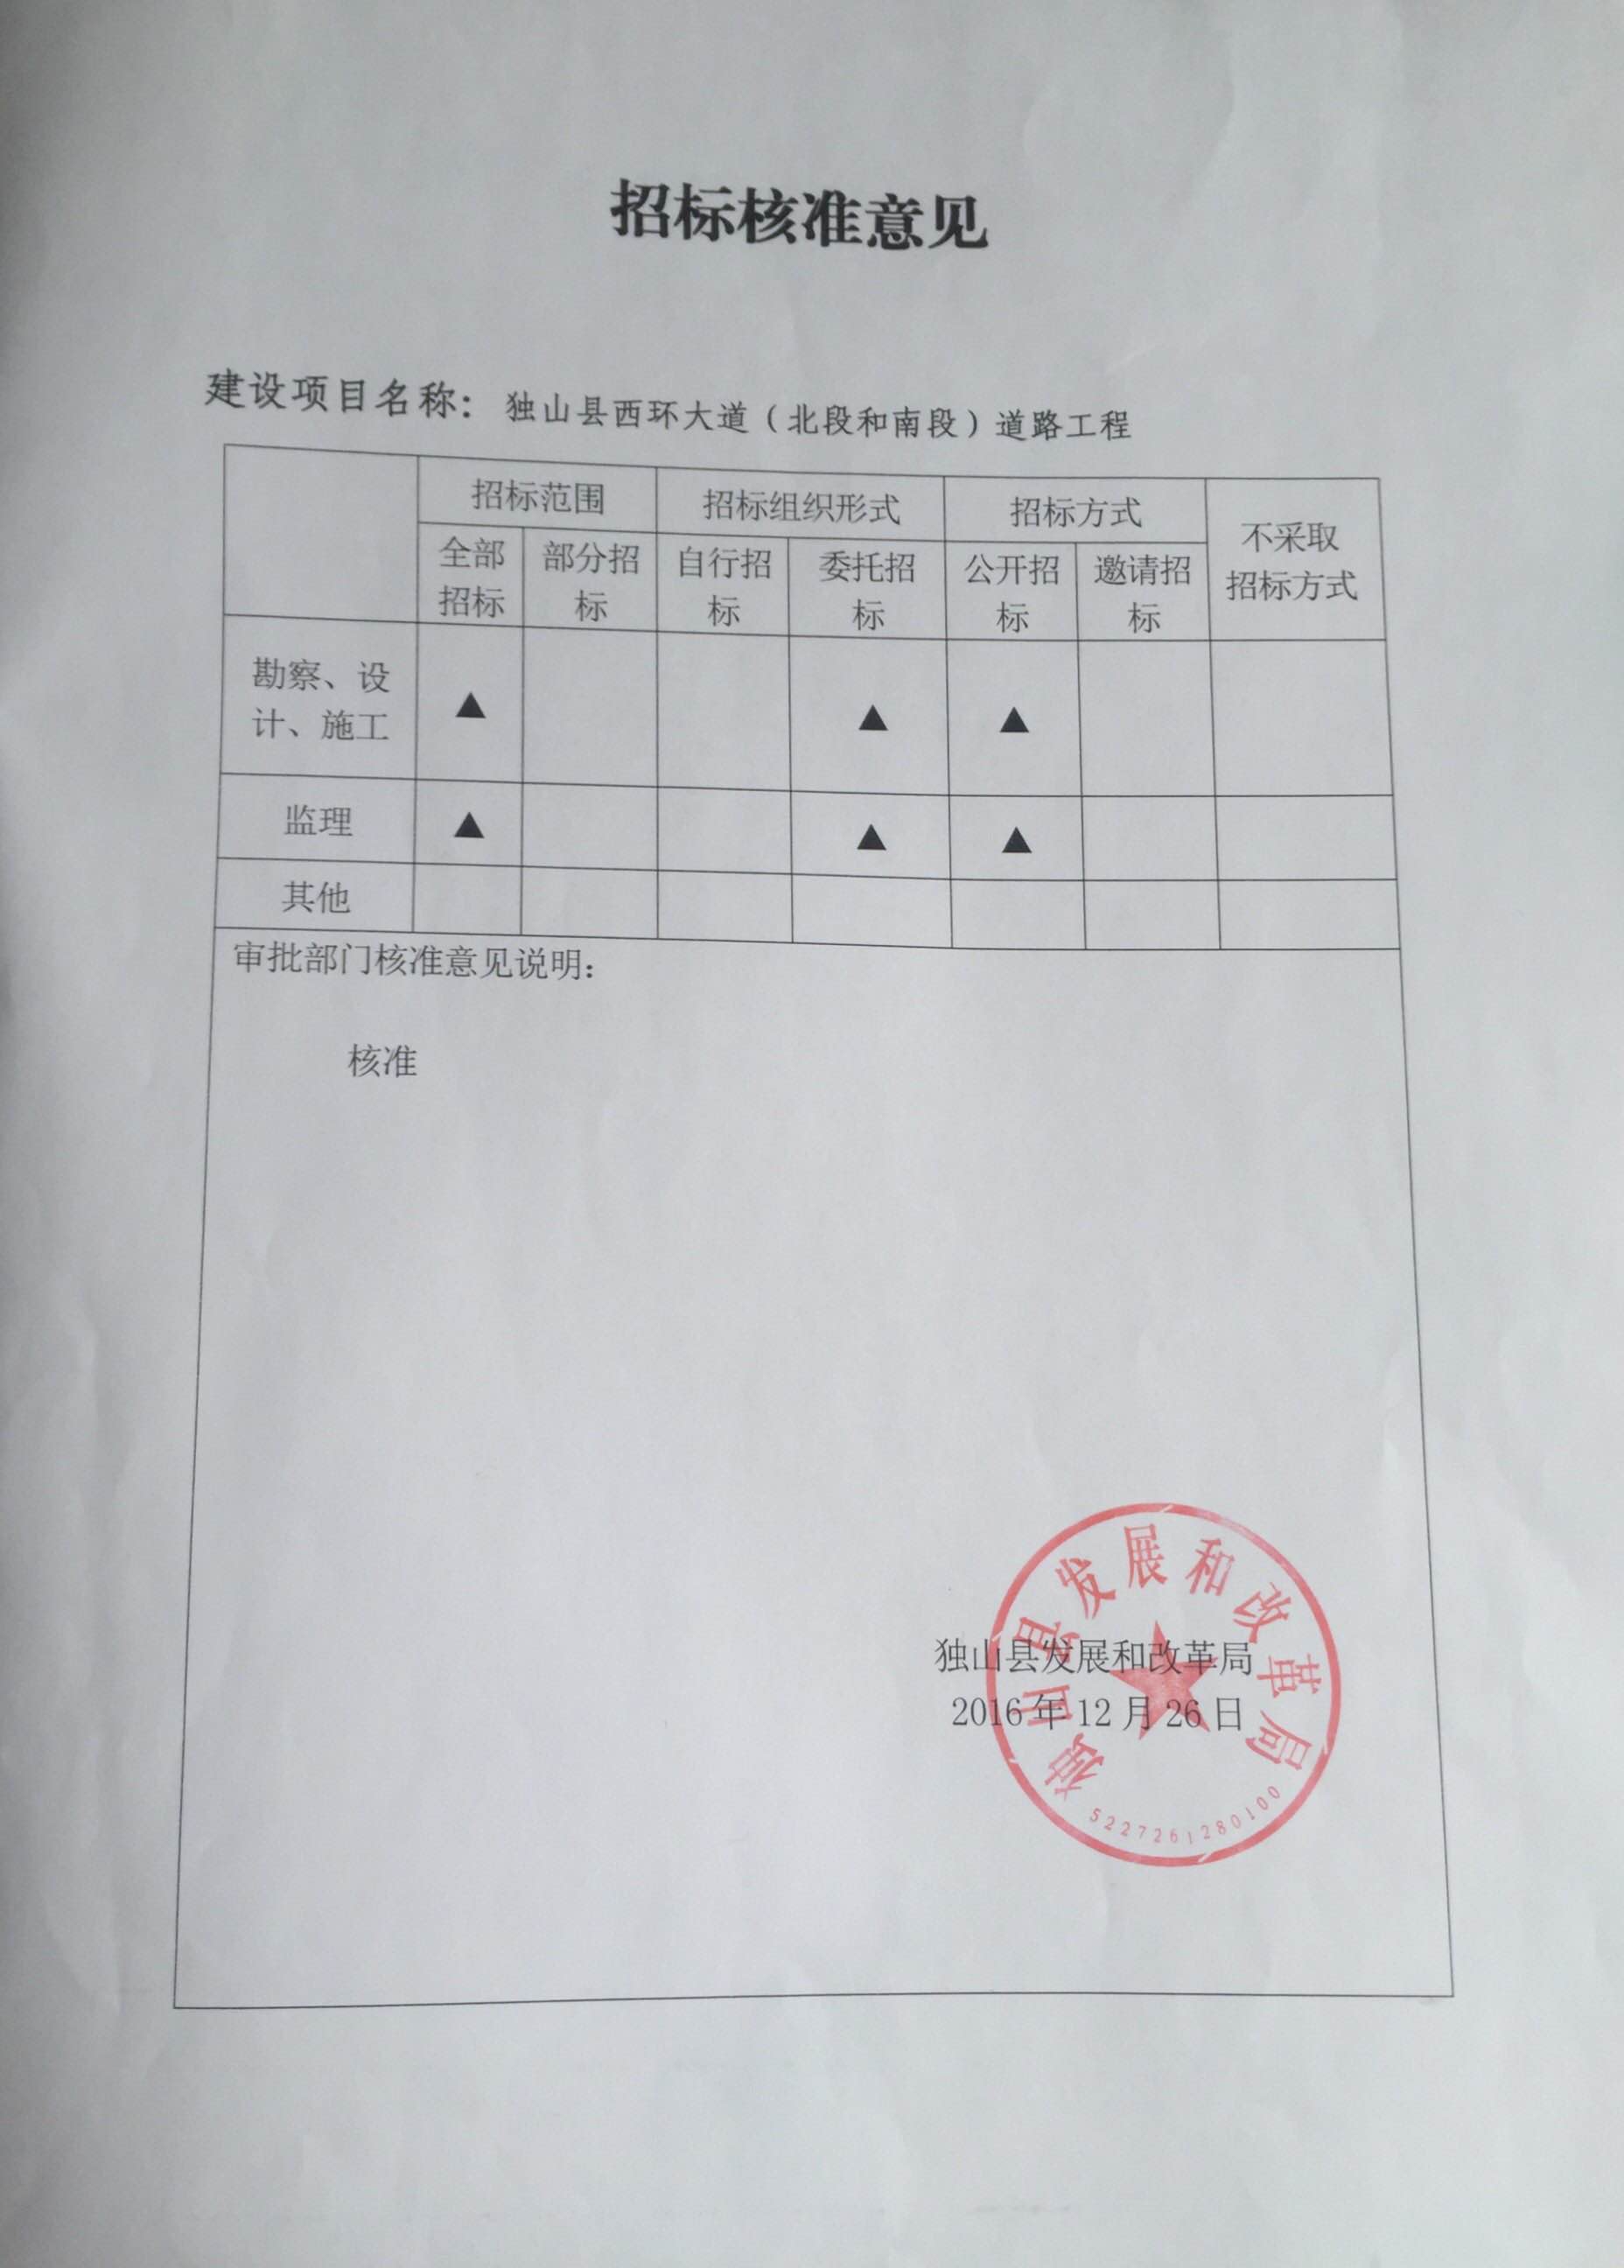 招标核准意见
建设项目名称: 独山县西环大道（北段和南段）道路工程
招标范围 招标组织形式 招标方式 不采取
招标方式
全部
招标
部分招
标
自行招
标
委托招
标
公开招
标
邀请招
标
勘察、设
计、施工
▲ ▲ ▲
监理 ▲ ▲ ▲
其他
审批部门核准意见说明:
核准
独山县发展和改革局
2016年12月26日
独山县发展和改革局
5227261280100